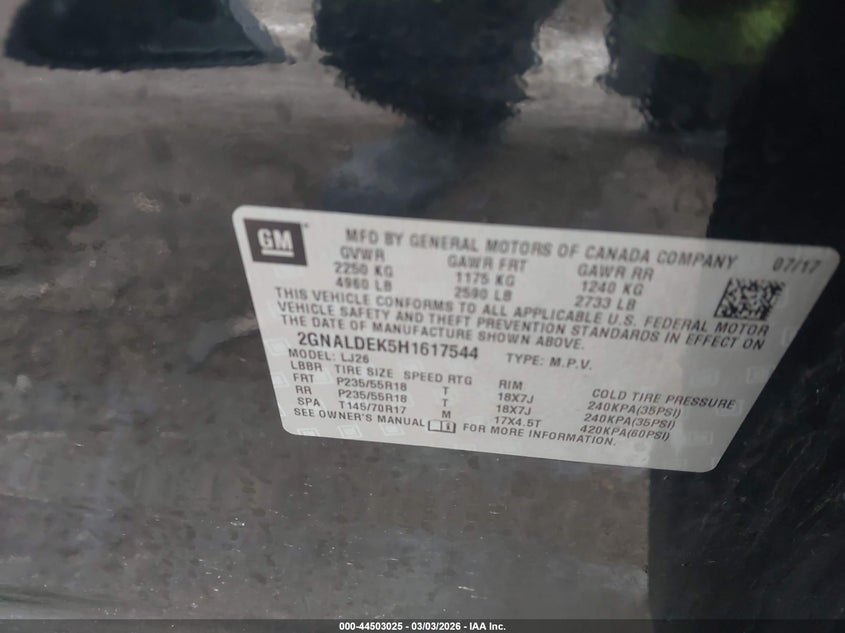 GM
MFD BY GENERAL MOTORS OF CANADA COMPANY 07/17
GVWR GAWR FRT GAWR RR
2250 KG 1175 KG 1240 KG
4960 LB 2590 LB 2733 LB
THIS VEHICLE CONFORMS TO ALL APPLICABLE U.S. FEDERAL MOTOR
VEHICLE SAFETY AND THEFT PREVENTION STANDARDS IN EFFECT ON
THE DATE OF MANUFACTURE SHOWN ABOVE.
2GNALDEK5H1617544 TYPE: M.P.V.
MODEL: LJ26
LBBR TIRE SIZE SPEED RTG RIM COLD TIRE PRESSURE
FRT P235/55R18 T 18X7J 240KPA(35PSI)
RR P235/55R18 T 18X7J 240KPA(35PSI)
SPA T145/70R17 M 17X4.5T 420KPA(60PSI)
SEE OWNER'S MANUAL FOR MORE INFORMATION.
000-44503025 - 03/03/2026 - IAA Inc.